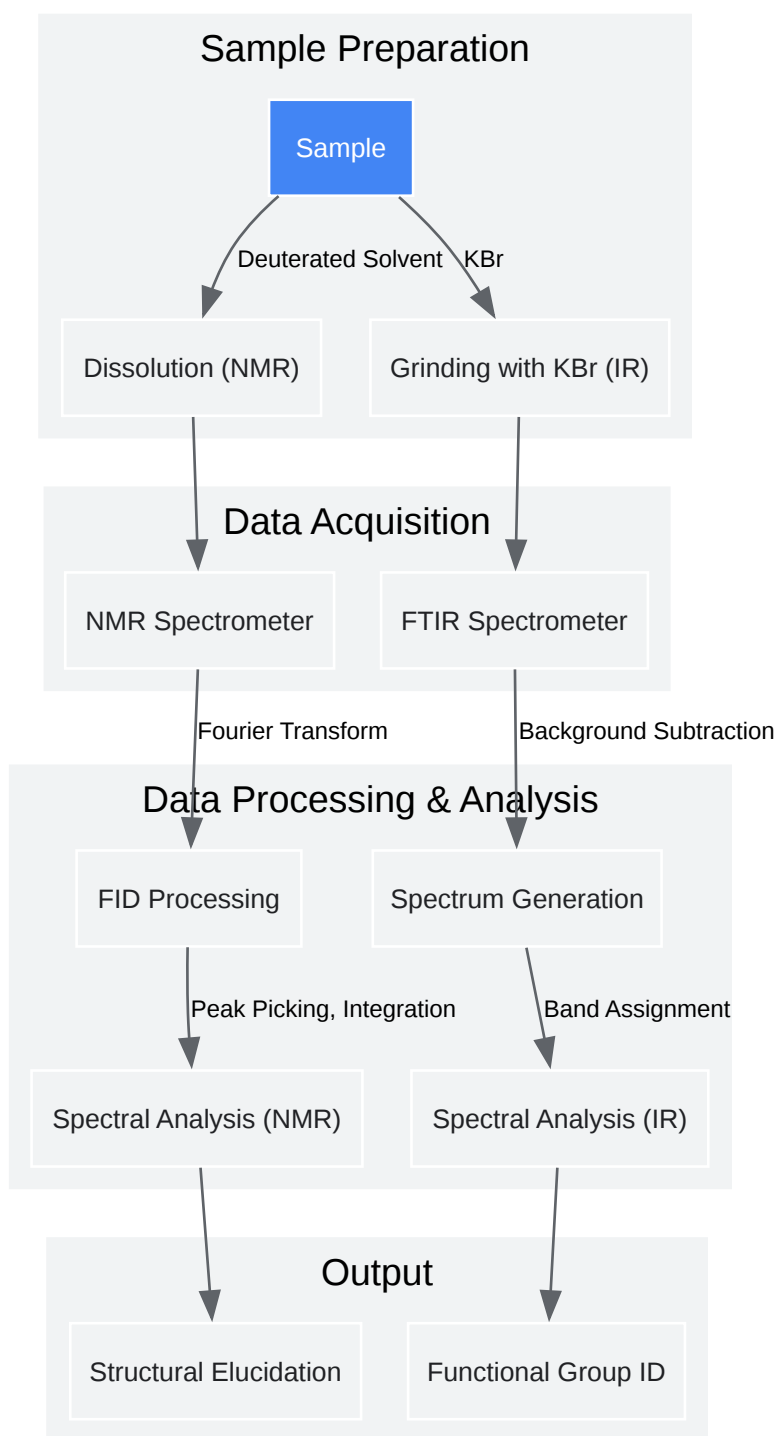 Sample Preparation
Sample
Deuterated Solvent
KBr
Dissolution (NMR)
Grinding with KBr (IR)
Data Acquisition
NMR Spectrometer
FTIR Spectrometer
Fourier Transform
Background Subtraction
Data Processing & Analysis
FID Processing
Spectrum Generation
Peak Picking, Integration
Band Assignment
Spectral Analysis (NMR)
Spectral Analysis (IR)
Output
Structural Elucidation
Functional Group ID